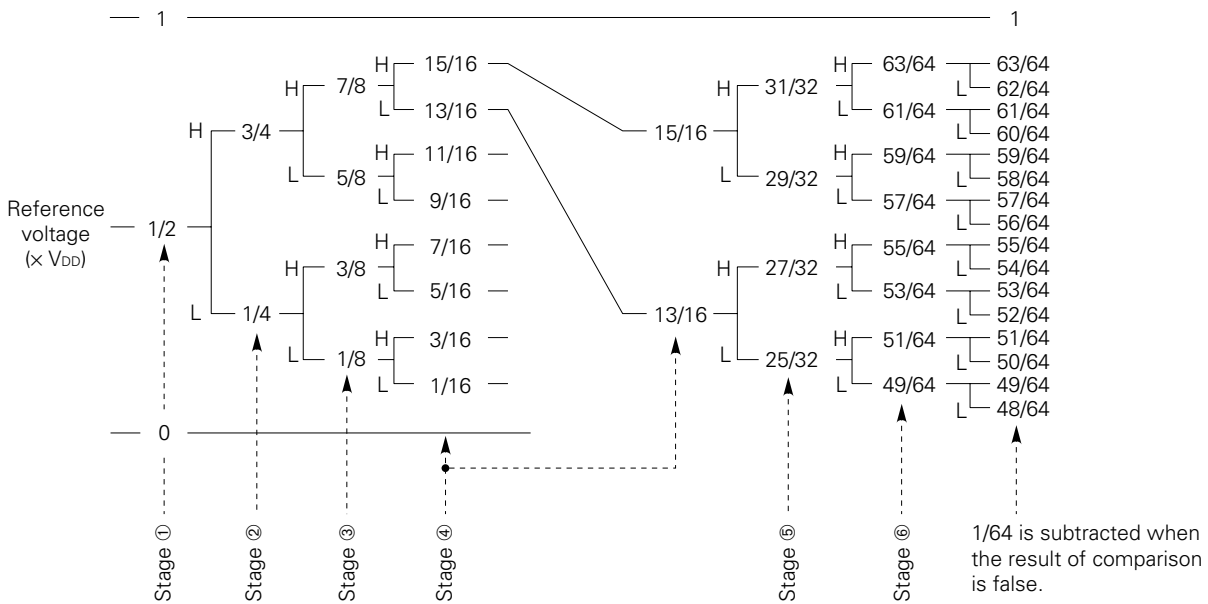 1 1
H 15/16 H 63/64 63/64
H 7/8 H 31/32 L 62/64
L 13/16 L 61/64 61/64
H 3/4 15/16 L 60/64
H 11/16 H 59/64 59/64
L 5/8 L 29/32 L 58/64
L 9/16 L 57/64 57/64
L 56/64
Reference
voltage
(× VDD)
1/2
H 7/16 H 55/64 55/64
H 3/8 H 27/32 L 54/64
L 5/16 L 53/64 53/64
L 1/4 13/16 L 52/64
H 3/16 H 51/64 51/64
L 1/8 L 25/32 L 50/64
L 1/16 L 49/64 49/64
L 48/64
0
Stage ①
Stage ②
Stage ③
Stage ④
Stage ⑤
Stage ⑥
1/64 is subtracted when
the result of comparison
is false.